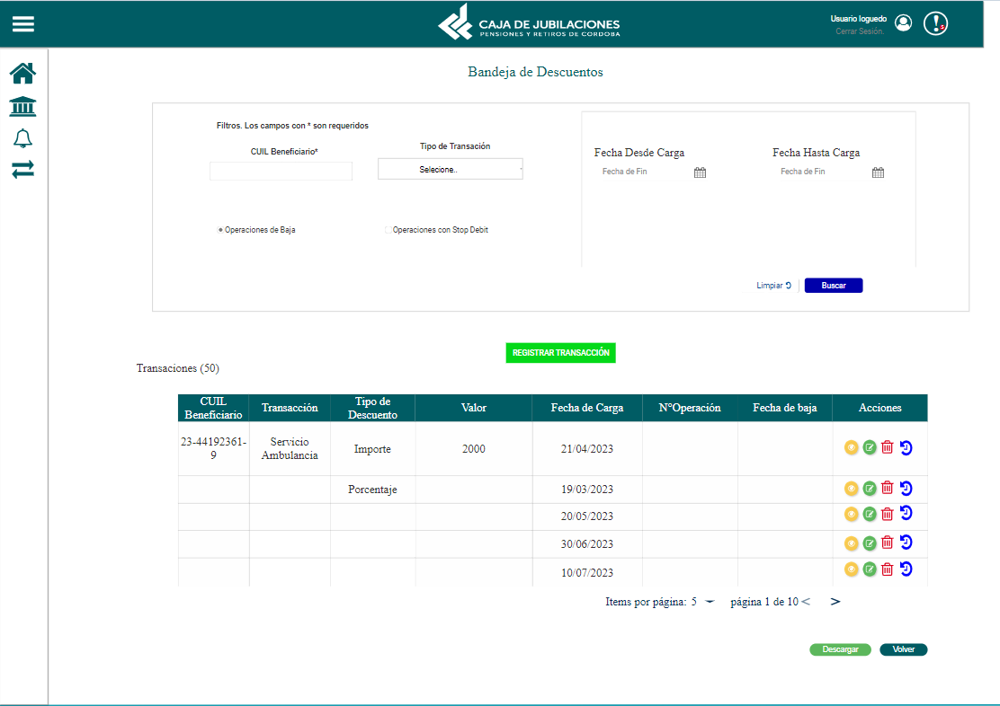 CAJA DE JUBILACIONES
PENSIONES Y RETIROS DE CORDOBA
Usuario loguedo
Cerrar Sesión.
Bandeja de Descuentos
Filtros. Los campos con * son requeridos
CUIL Beneficiario*
Tipo de Transacción
Selecione..
Fecha Desde Carga
Fecha de Fin
Fecha Hasta Carga
Fecha de Fin
Operaciones de Baja
Operaciones con Stop Debit
Limpiar
Buscar
REGISTRAR TRANSACCIÓN
Transaciones (50)
CUIL Beneficiario Transacción Tipo de Descuento Valor Fecha de Carga N°Operación Fecha de baja Acciones
23-44192361-9 Servicio Ambulancia Importe 2000 21/04/2023
Porcentaje 19/03/2023
20/05/2023
30/06/2023
10/07/2023
Items por página: 5 página 1 de 10 < >
Descargar Volver